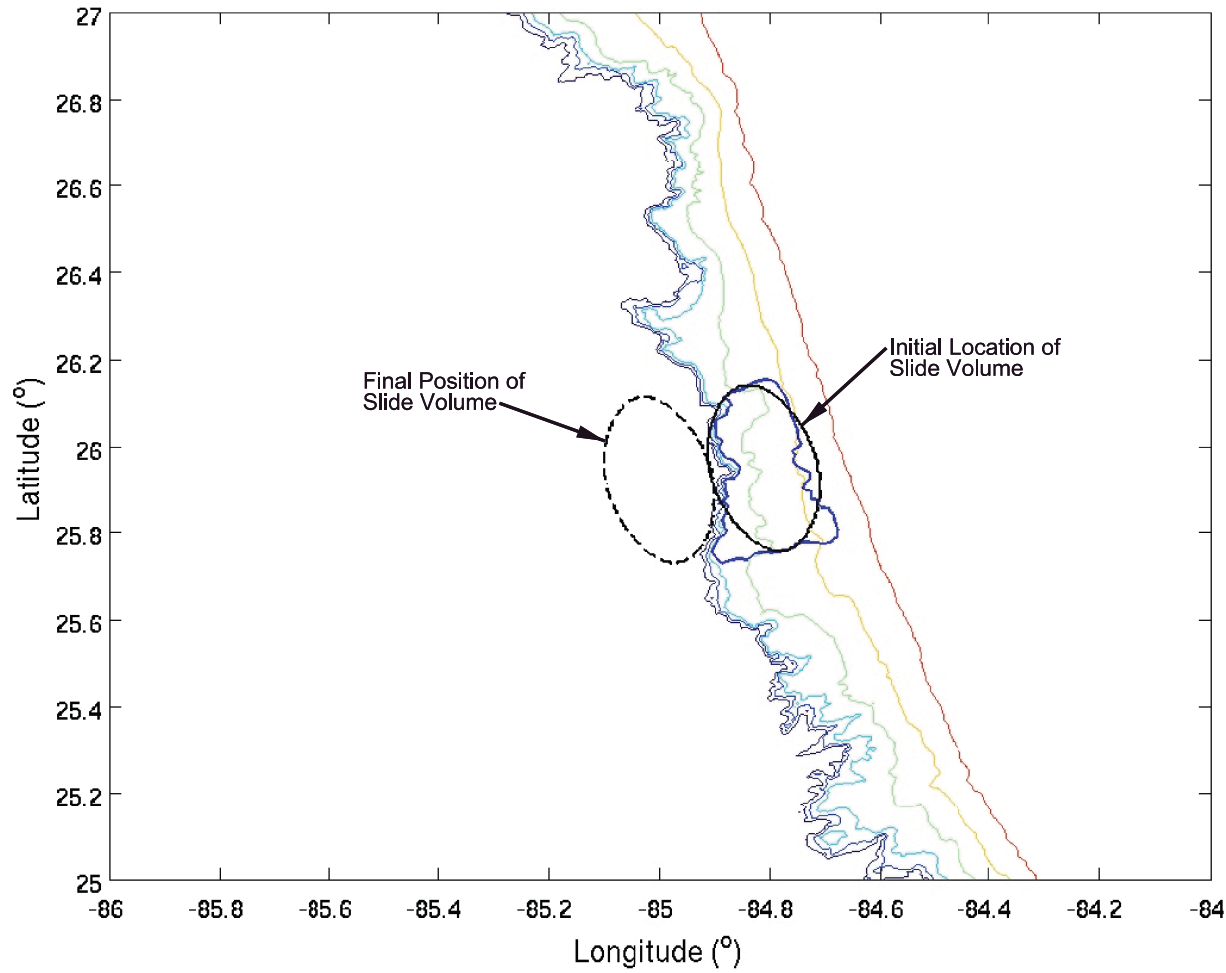 27
26.8
26.6
26.4
26.2
26
25.8
25.6
25.4
25.2
25
Latitude (°)
Initial Location of
Slide Volume
Final Position of
Slide Volume
-86 -85.8 -85.6 -85.4 -85.2 -85 -84.8 -84.6 -84.4 -84.2 -84
Longitude (°)